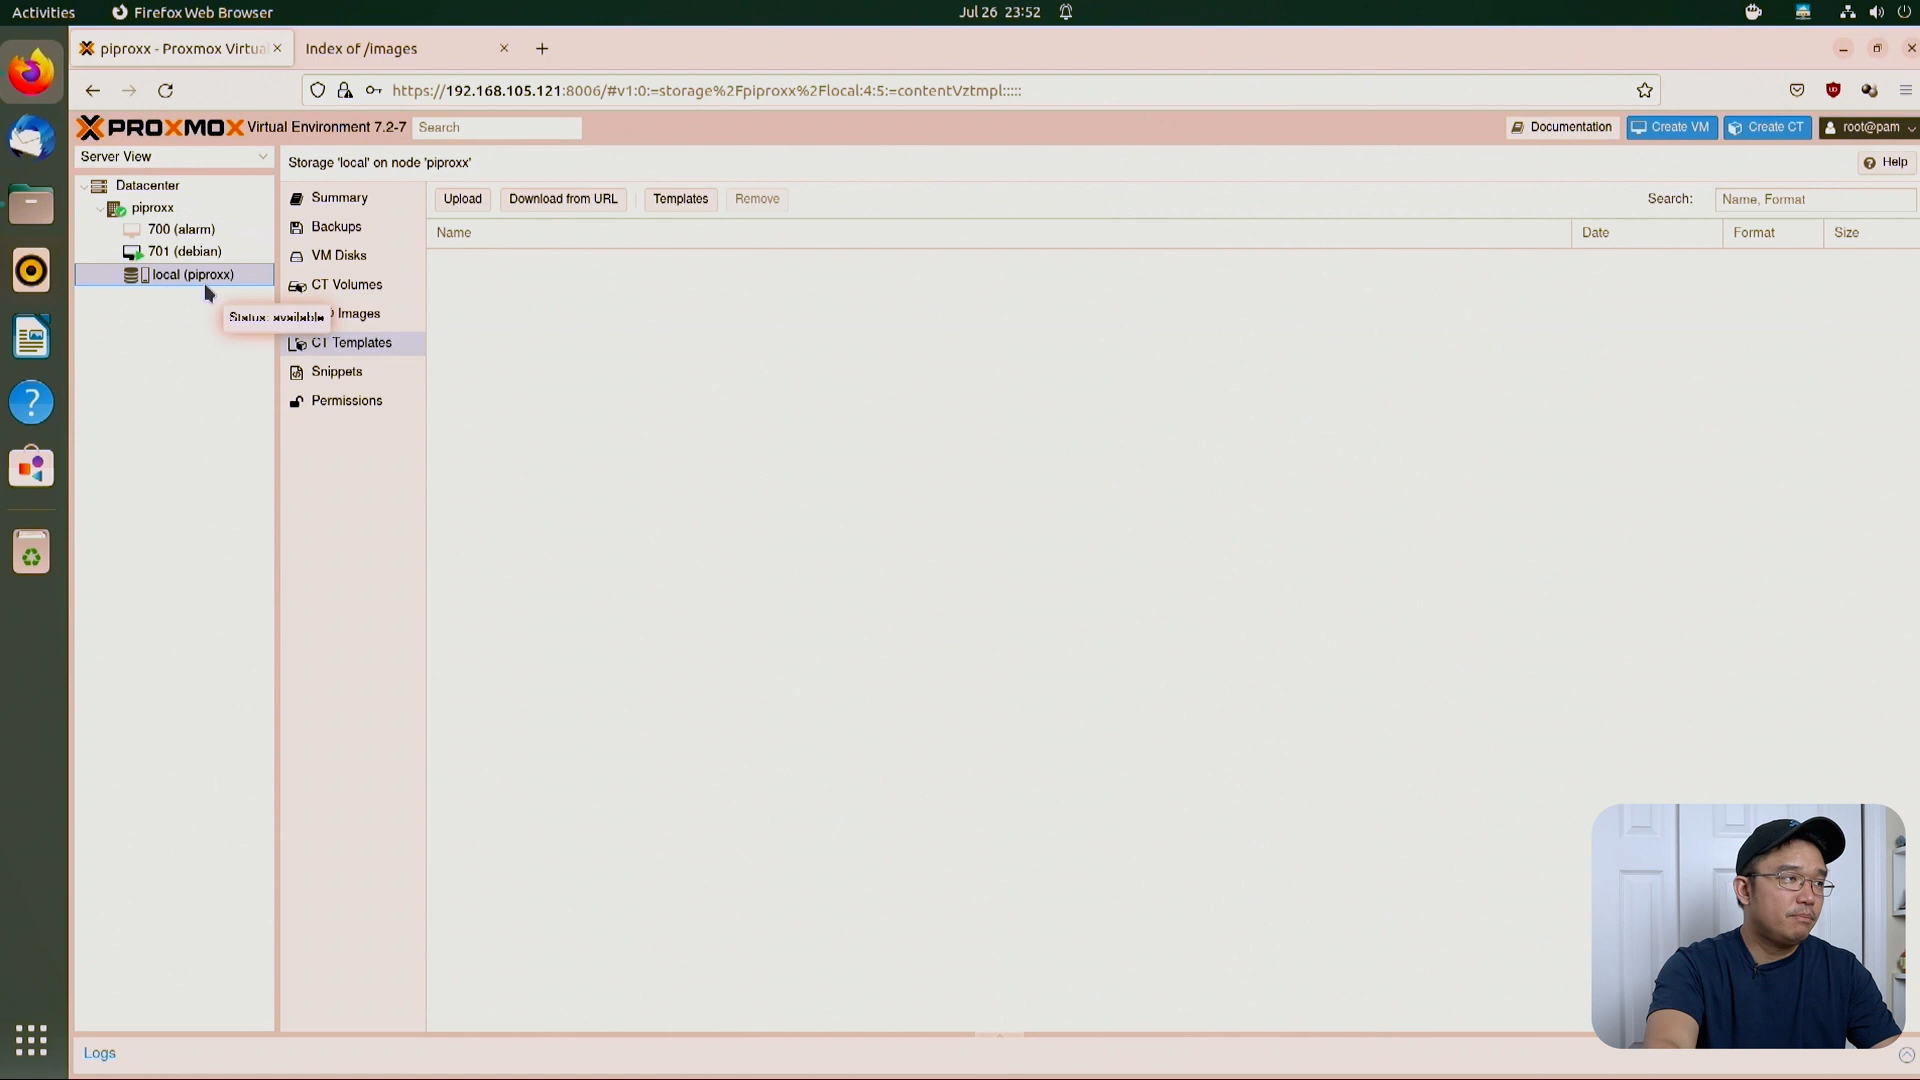 Activities
Firefox Web Browser
Jul 26 23:52
piproxx - Proxmox Virtua
Index of /images
https://192.168.105.121:8006/#v1:0:=storage%2Fpiproxx%2Flocal:4:5:=contentVztmpl:::::
PROXMOX Virtual Environment 7.2-7
Search
Documentation
Create VM
Create CT
root@pam
Server View
Storage 'local' on node 'piproxx'
Help
Datacenter
piproxx
700 (alarm)
701 (debian)
local (piproxx)
Status: available
Summary
Backups
VM Disks
CT Volumes
Images
CT Templates
Snippets
Permissions
Upload
Download from URL
Templates
Remove
Search:
Name, Format
Name
Date
Format
Size
Logs